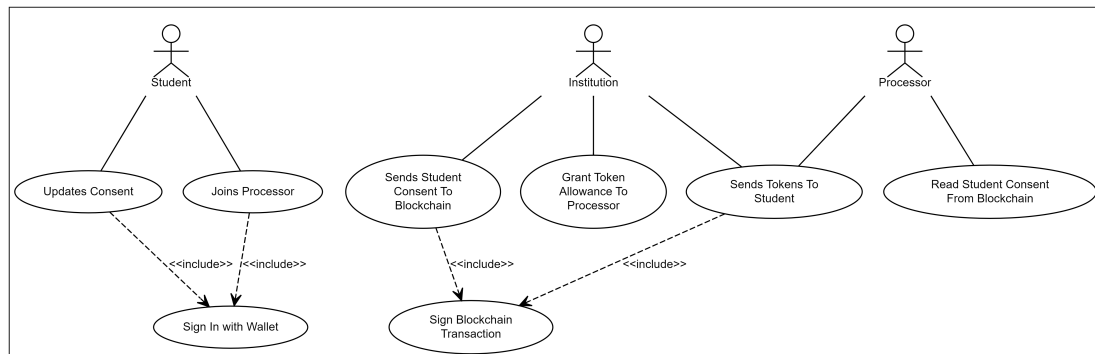 Student
Institution
Processor
Updates Consent
Joins Processor
Sends Student
Consent To
Blockchain
Grant Token
Allowance To
Processor
Sends Tokens To
Student
Read Student Consent
From Blockchain
<<include>>
<<include>>
<<include>>
<<include>>
Sign In with Wallet
Sign Blockchain
Transaction